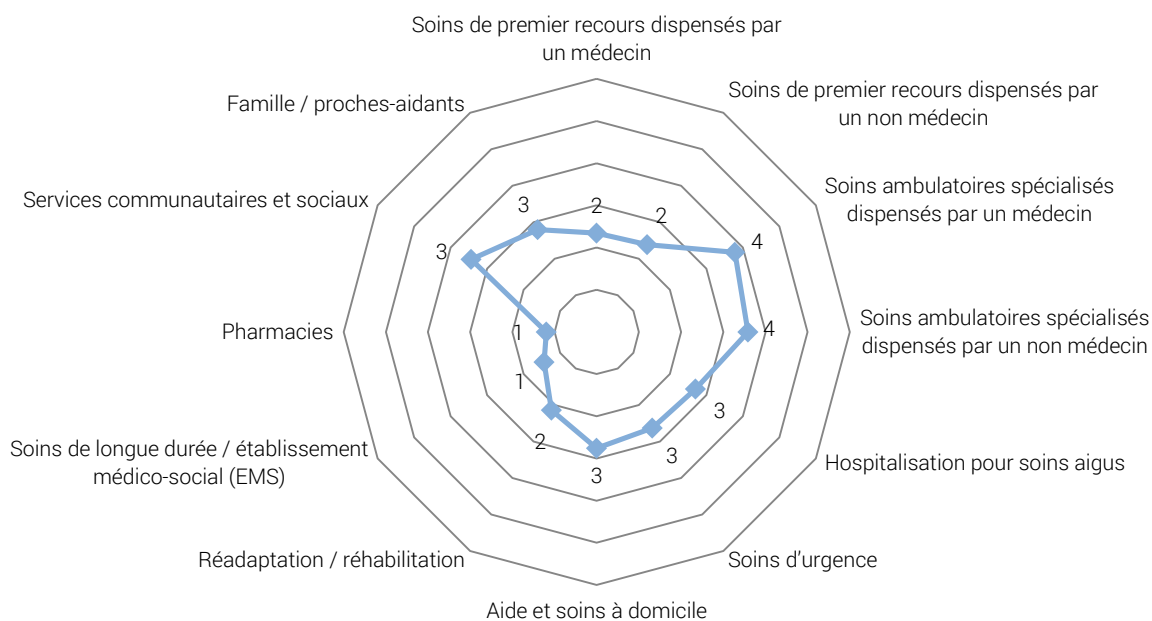 Soins de premier recours dispensés par
un médecin
Soins de premier recours dispensés par
un non médecin
Soins ambulatoires spécialisés
dispensés par un médecin
Soins ambulatoires spécialisés
dispensés par un non médecin
Hospitalisation pour soins aigus
Soins d'urgence
Aide et soins à domicile
Réadaptation / réhabilitation
Soins de longue durée / établissement
médico-social (EMS)
Pharmacies
Services communautaires et sociaux
Famille / proches-aidants
2
2
4
4
3
3
3
2
1
1
3
3